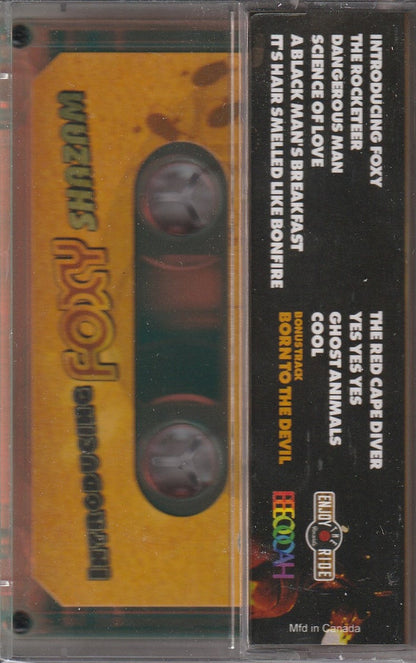 INTRODUCING
FOXY
SHAZAM
INTRODUCING FOXY
THE ROCKETEER
DANGEROUS MAN
SCIENCE OF LOVE
A BLACK MAN'S BREAKFAST
IT'S HAIR SMELLED LIKE BONFIRE
THE RED CAPE DIVER
YES YES YES
GHOST ANIMALS
COOL
BONUS TRACK
BORN TO THE DEVIL
ENJOY
THE
RIDE
EEOOOAH
Mfd in Canada